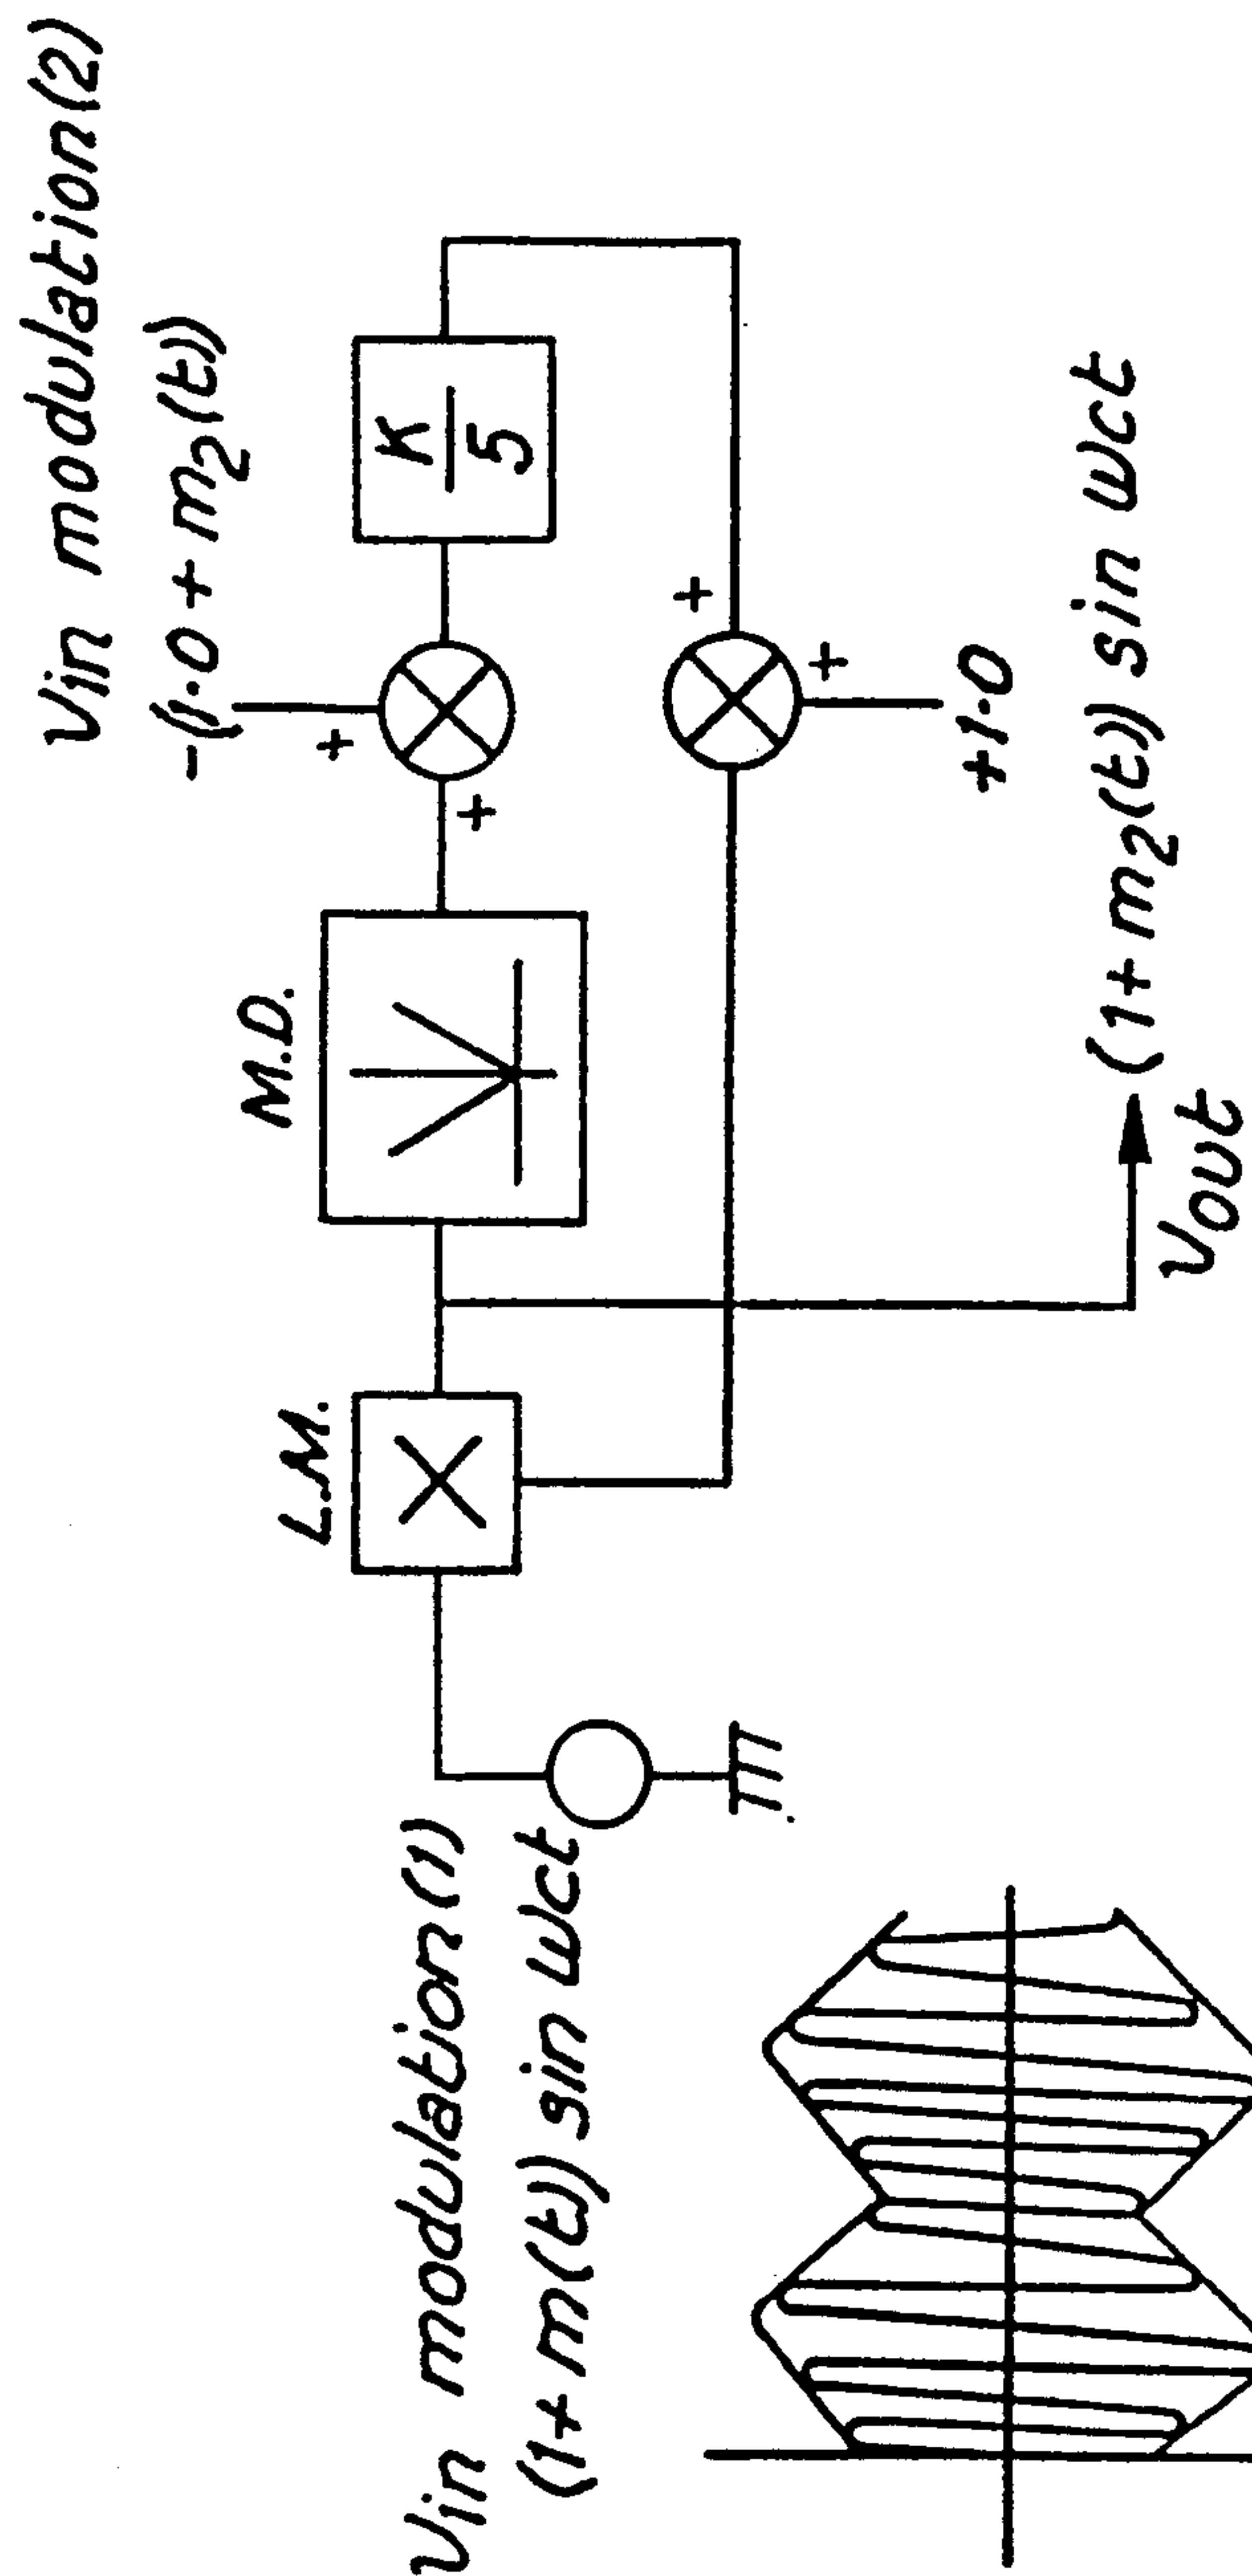 Vin modulation(2)
-(1·0 + m2(t))
M.D.
L.M.
K
5
+
+
+
+
+1·0
Vin modulation(1)
(1+ m(t)) sin wct
Vout
(1+ m2(t)) sin wct